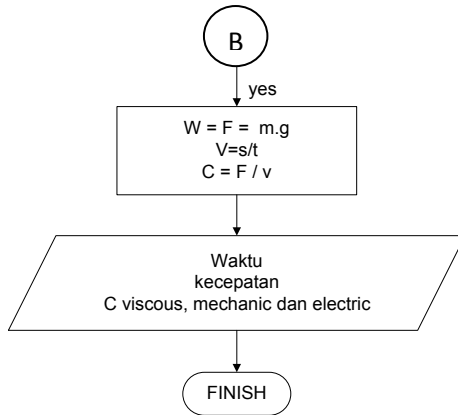 B
yes
W = F = m.g
V=s/t
C = F / v
Waktu
kecepatan
C viscous, mechanic dan electric
FINISH